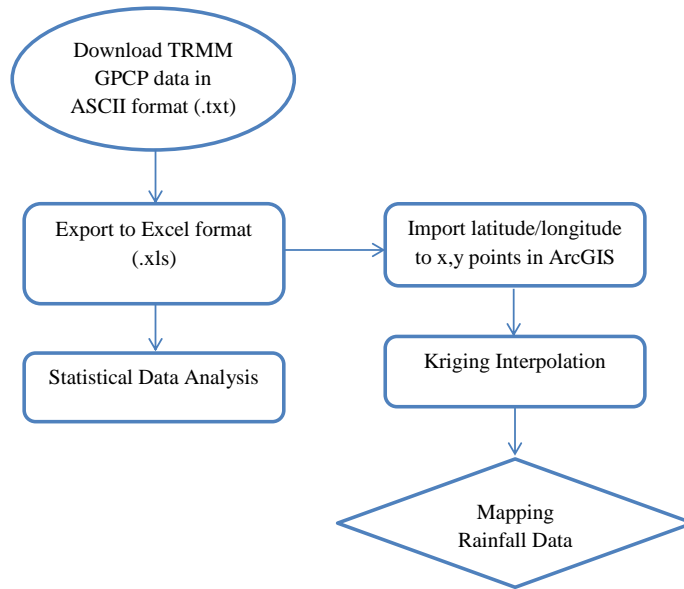 Download TRMM
GPCP data in
ASCII format (.txt)
Export to Excel format
(.xls)
Import latitude/longitude
to x,y points in ArcGIS
Statistical Data Analysis
Kriging Interpolation
Mapping
Rainfall Data